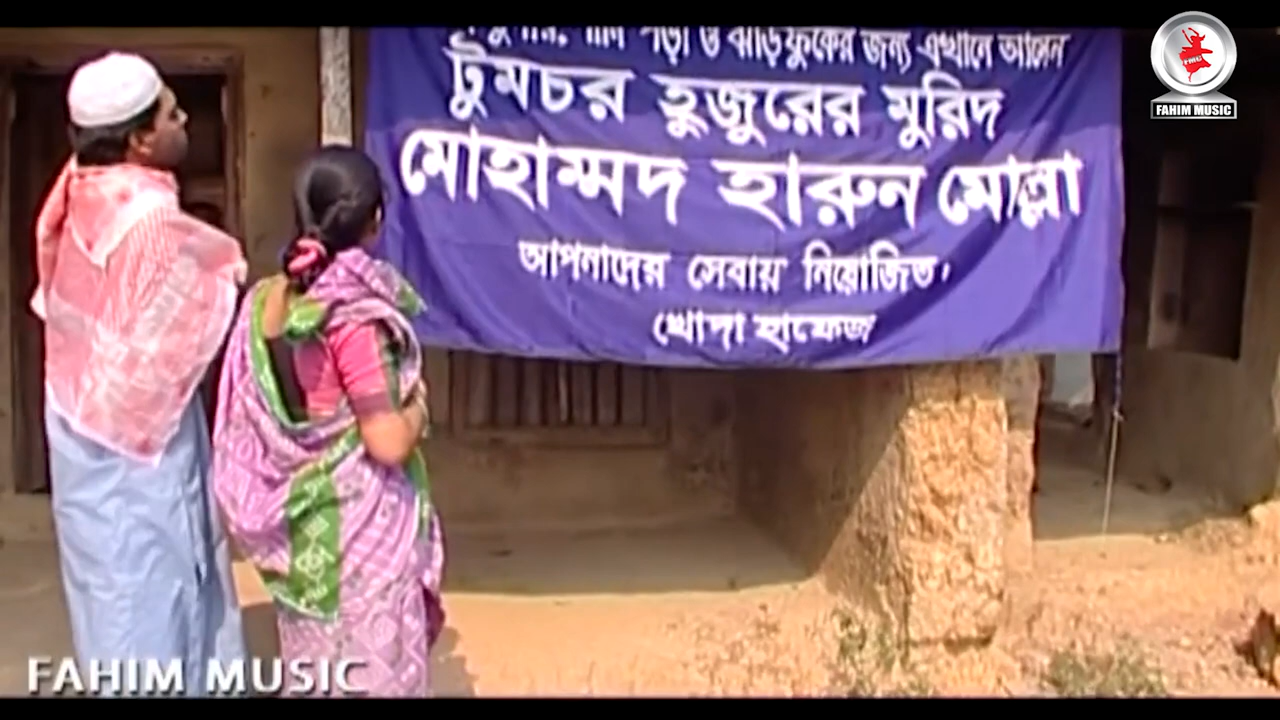 পড়া ও ঝাড়ফুকের জন্য এখানে আসেন
টুমচর হুজুরের মুরিদ
মোহাম্মদ হারুন মোল্লা
আপনাদের সেবায় নিয়োজিত।
খোদা হাফেজ
FAHIM MUSIC
FAHIM MUSIC